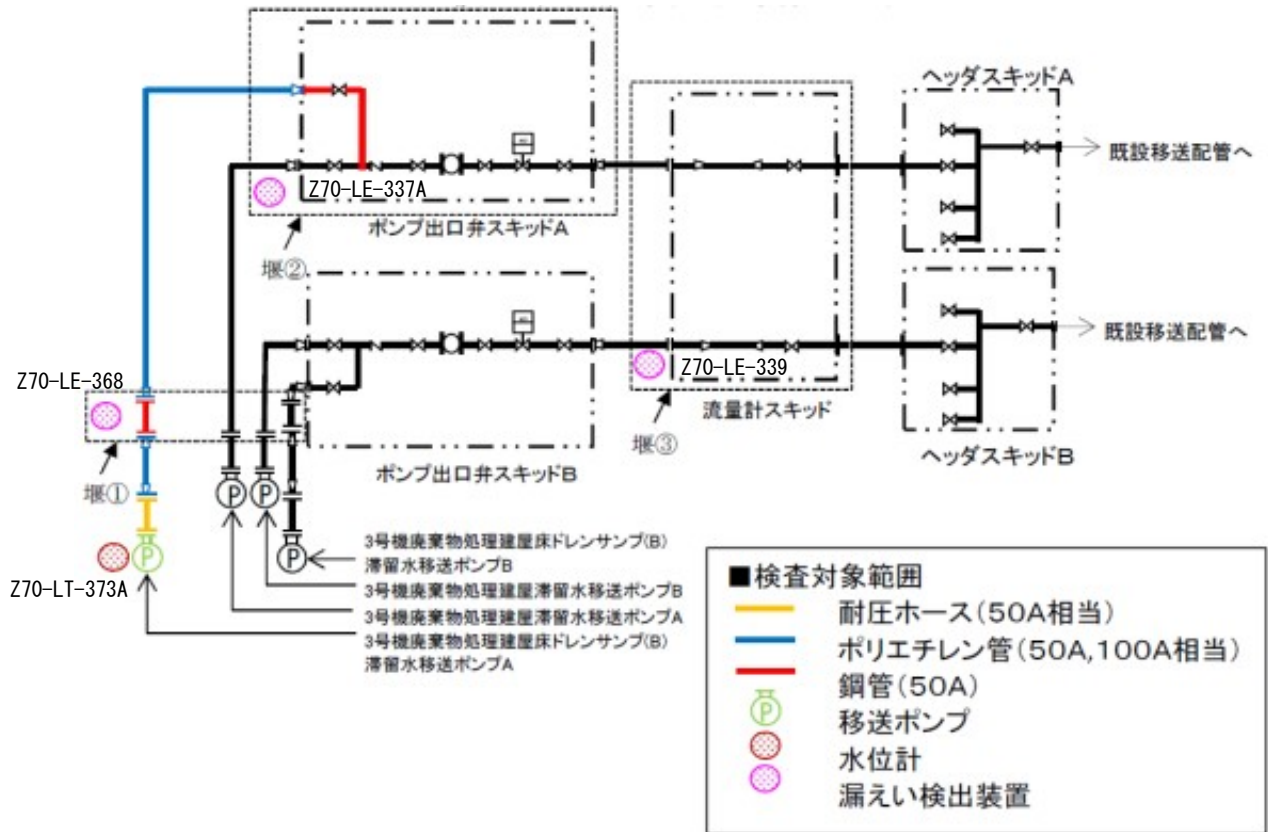 ヘッダスキッドA
既設移送配管へ
Z70-LE-337A
ポンプ出口弁スキッドA
堰②
既設移送配管へ
Z70-LE-339
Z70-LE-368
流量計スキッド
堰③
ヘッダスキッドB
ポンプ出口弁スキッドB
堰①
P
P
P
P
Z70-LT-373A
3号機廃棄物処理建屋床ドレンサンプ(B)
滞留水移送ポンプB
3号機廃棄物処理建屋滞留水移送ポンプB
3号機廃棄物処理建屋滞留水移送ポンプA
3号機廃棄物処理建屋床ドレンサンプ(B)
滞留水移送ポンプA
■検査対象範囲
耐圧ホース(50A相当)
ポリエチレン管(50A,100A相当)
鋼管(50A)
P
移送ポンプ
水位計
漏えい検出装置